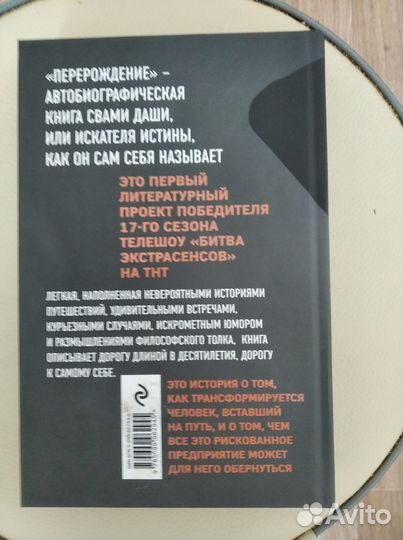 «ПЕРЕРОЖДЕНИЕ» –
АВТОБИОГРАФИЧЕСКАЯ
КНИГА СВАМИ ДАШИ,
ИЛИ ИСКАТЕЛЯ ИСТИНЫ,
КАК ОН САМ СЕБЯ НАЗЫВАЕТ
ЭТО ПЕРВЫЙ
ЛИТЕРАТУРНЫЙ
ПРОЕКТ ПОБЕДИТЕЛЯ
17-ГО СЕЗОНА
ТЕЛЕШОУ «БИТВА
ЭКСТРАСЕНСОВ»
НА ТНТ
ЛЕГКАЯ, НАПОЛНЕННАЯ НЕВЕРОЯТНЫМИ ИСТОРИЯМИ
ПУТЕШЕСТВИЙ, УДИВИТЕЛЬНЫМИ ВСТРЕЧАМИ,
КУРЬЕЗНЫМИ СЛУЧАЯМИ, ИСКРОМЕТНЫМ ЮМОРОМ
И РАЗМЫШЛЕНИЯМИ ФИЛОСОФСКОГО ТОЛКА, КНИГА
ОПИСЫВАЕТ ДОРОГУ ДЛИНОЙ В ДЕСЯТИЛЕТИЯ, ДОРОГУ
К САМОМУ СЕБЕ.
ЭТО ИСТОРИЯ О ТОМ,
КАК ТРАНСФОРМИРУЕТСЯ
ЧЕЛОВЕК, ВСТАВШИЙ
НА ПУТЬ, И О ТОМ, ЧЕМ
ВСЕ ЭТО РИСКОВАННОЕ
ПРЕДПРИЯТИЕ МОЖЕТ
ДЛЯ НЕГО ОБЕРНУТЬСЯ
Avito